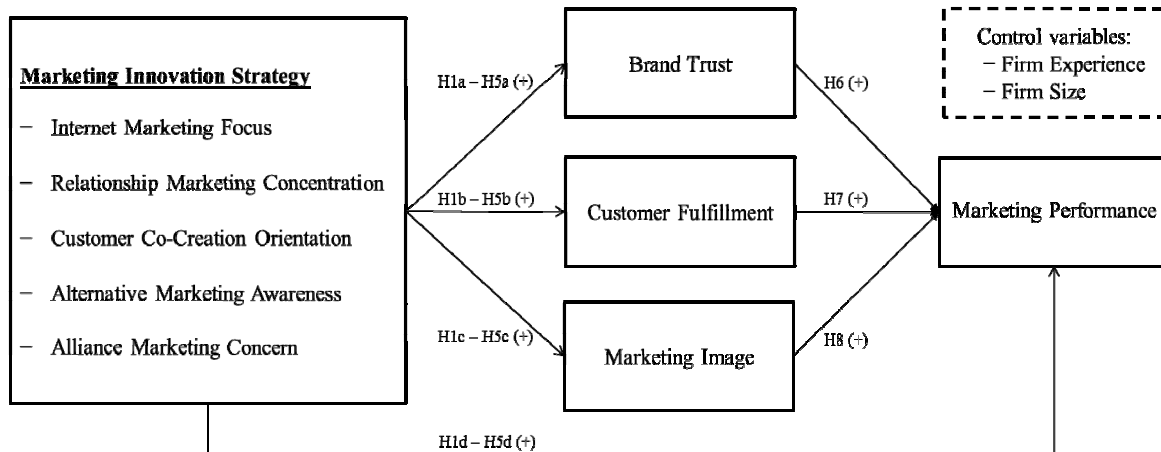 Marketing Innovation Strategy
– Internet Marketing Focus
– Relationship Marketing Concentration
– Customer Co-Creation Orientation
– Alternative Marketing Awareness
– Alliance Marketing Concern
H1a – H5a (+)
H1b – H5b (+)
H1c – H5c (+)
H1d – H5d (+)
Brand Trust
Customer Fulfillment
Marketing Image
H6 (+)
H7 (+)
H8 (+)
Control variables:
– Firm Experience
– Firm Size
Marketing Performance